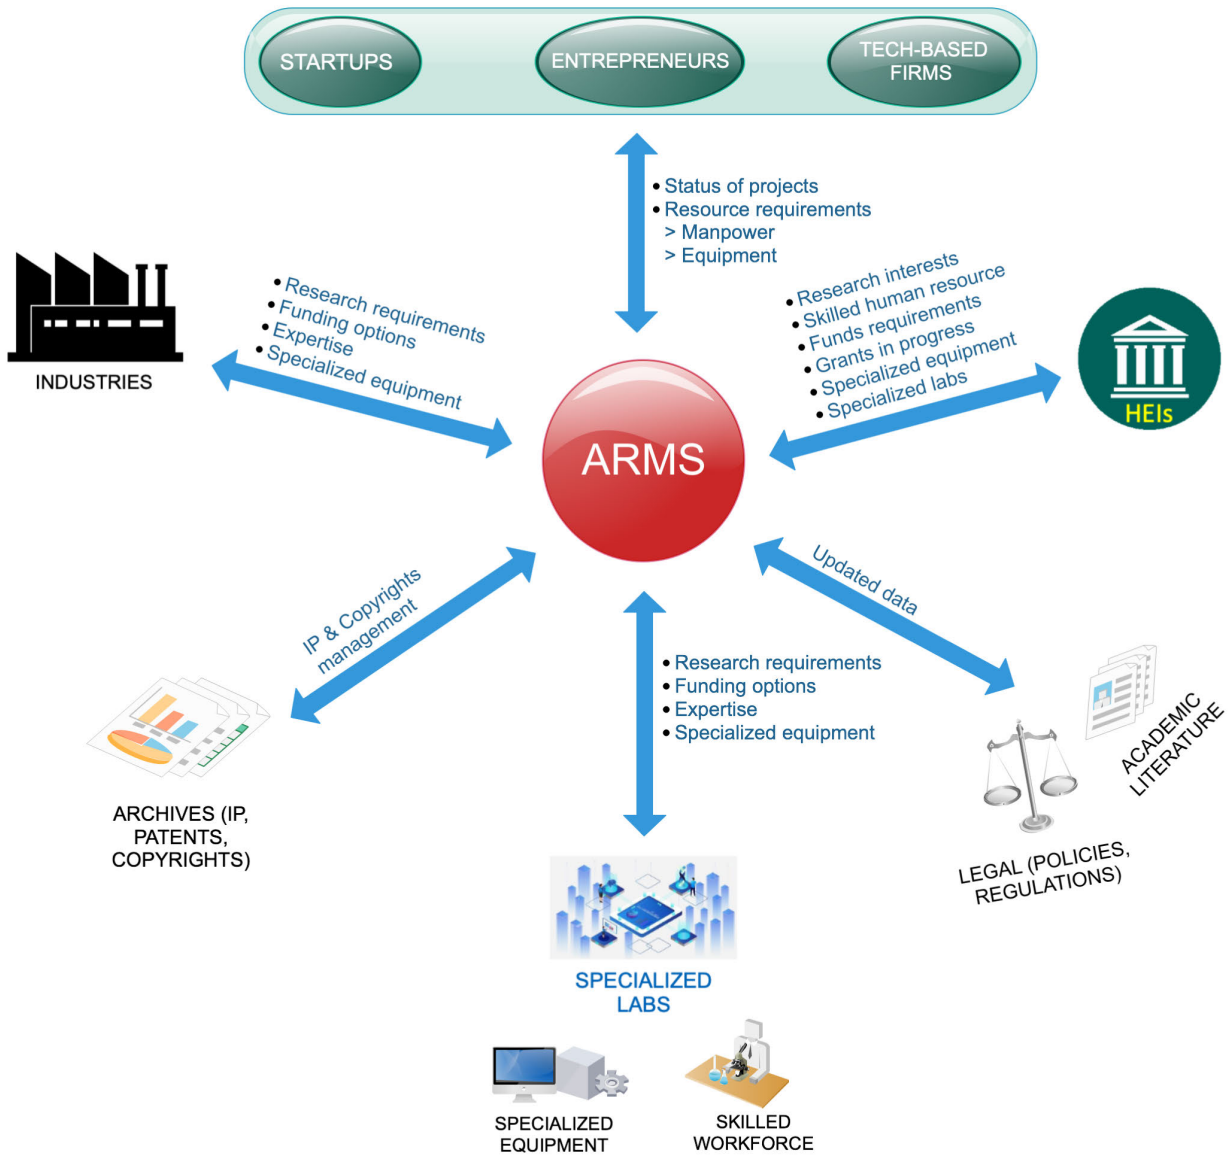 STARTUPS
ENTREPRENEURS
TECH-BASED
FIRMS
• Status of projects
• Resource requirements
> Manpower
> Equipment
• Research requirements
• Funding options
• Expertise
• Specialized equipment
INDUSTRIES
• Research interests
• Skilled human resource
• Funds requirements
• Grants in progress
• Specialized equipment
• Specialized labs
HEIs
ARMS
IP & Copyrights
management
Updated data
• Research requirements
• Funding options
• Expertise
• Specialized equipment
ARCHIVES (IP,
PATENTS,
COPYRIGHTS)
ACADEMIC
LITERATURE
LEGAL (POLICIES,
REGULATIONS)
SPECIALIZED
LABS
SPECIALIZED
EQUIPMENT
SKILLED
WORKFORCE